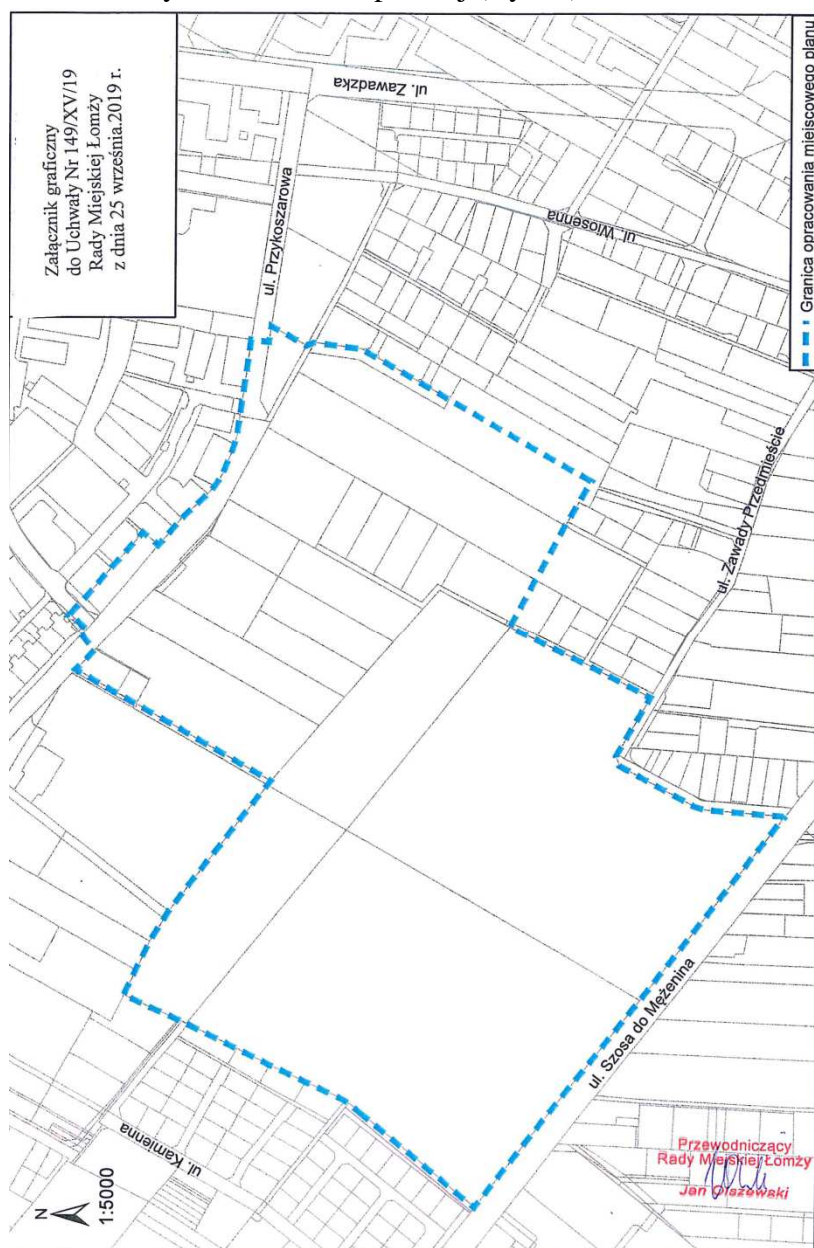 Załącznik graficzny
do Uchwały Nr 149/XV/19
Rady Miejskiej Łomży
z dnia 25 września.2019 r.
ul. Zawadzka
ul. Przykoszarowa
ul. Wiosenna
ul. Zawady Przedmieście
ul. Szosa do Mężenina
ul. Kamienna
N
1:5000
Granica opracowania miejscowego planu
Przewodniczący
Rady Miejskiej Łomży
Jan Olszewski